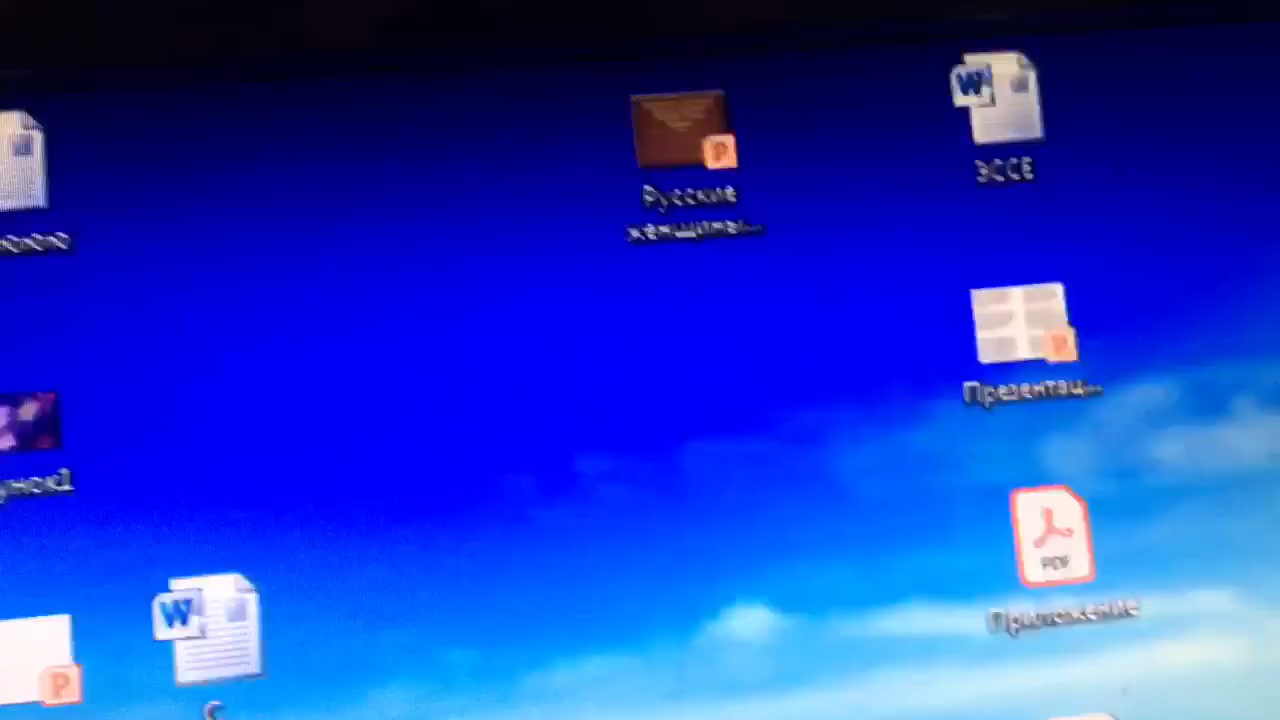 W
ЭССЕ
P
Русские
женщины...
P
Презентац...
PDF
Приложение
W
P